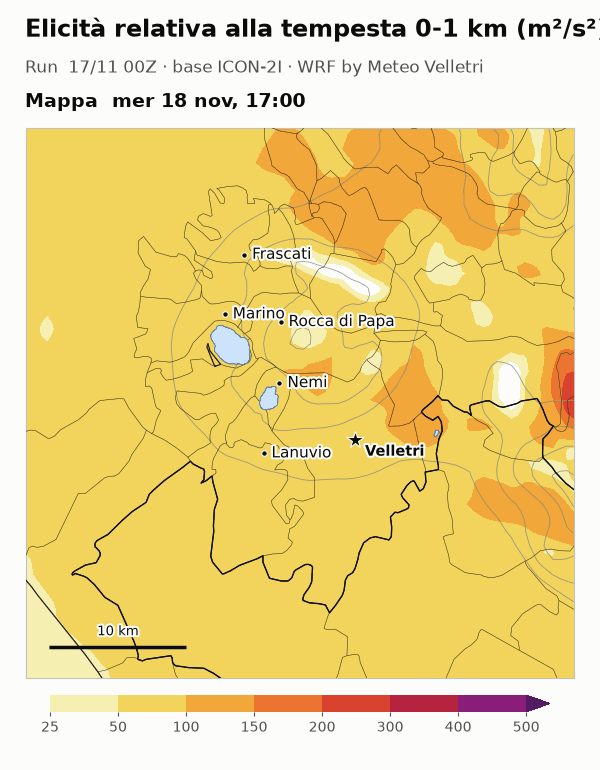 Elicità relativa alla tempesta 0-1 km (m²/s²)
Run 17/11 00Z · base ICON-2I · WRF by Meteo Velletri
Mappa mer 18 nov, 17:00
Frascati
Marino
Rocca di Papa
Nemi
Velletri
Lanuvio
10 km
25 50 100 150 200 300 400 500